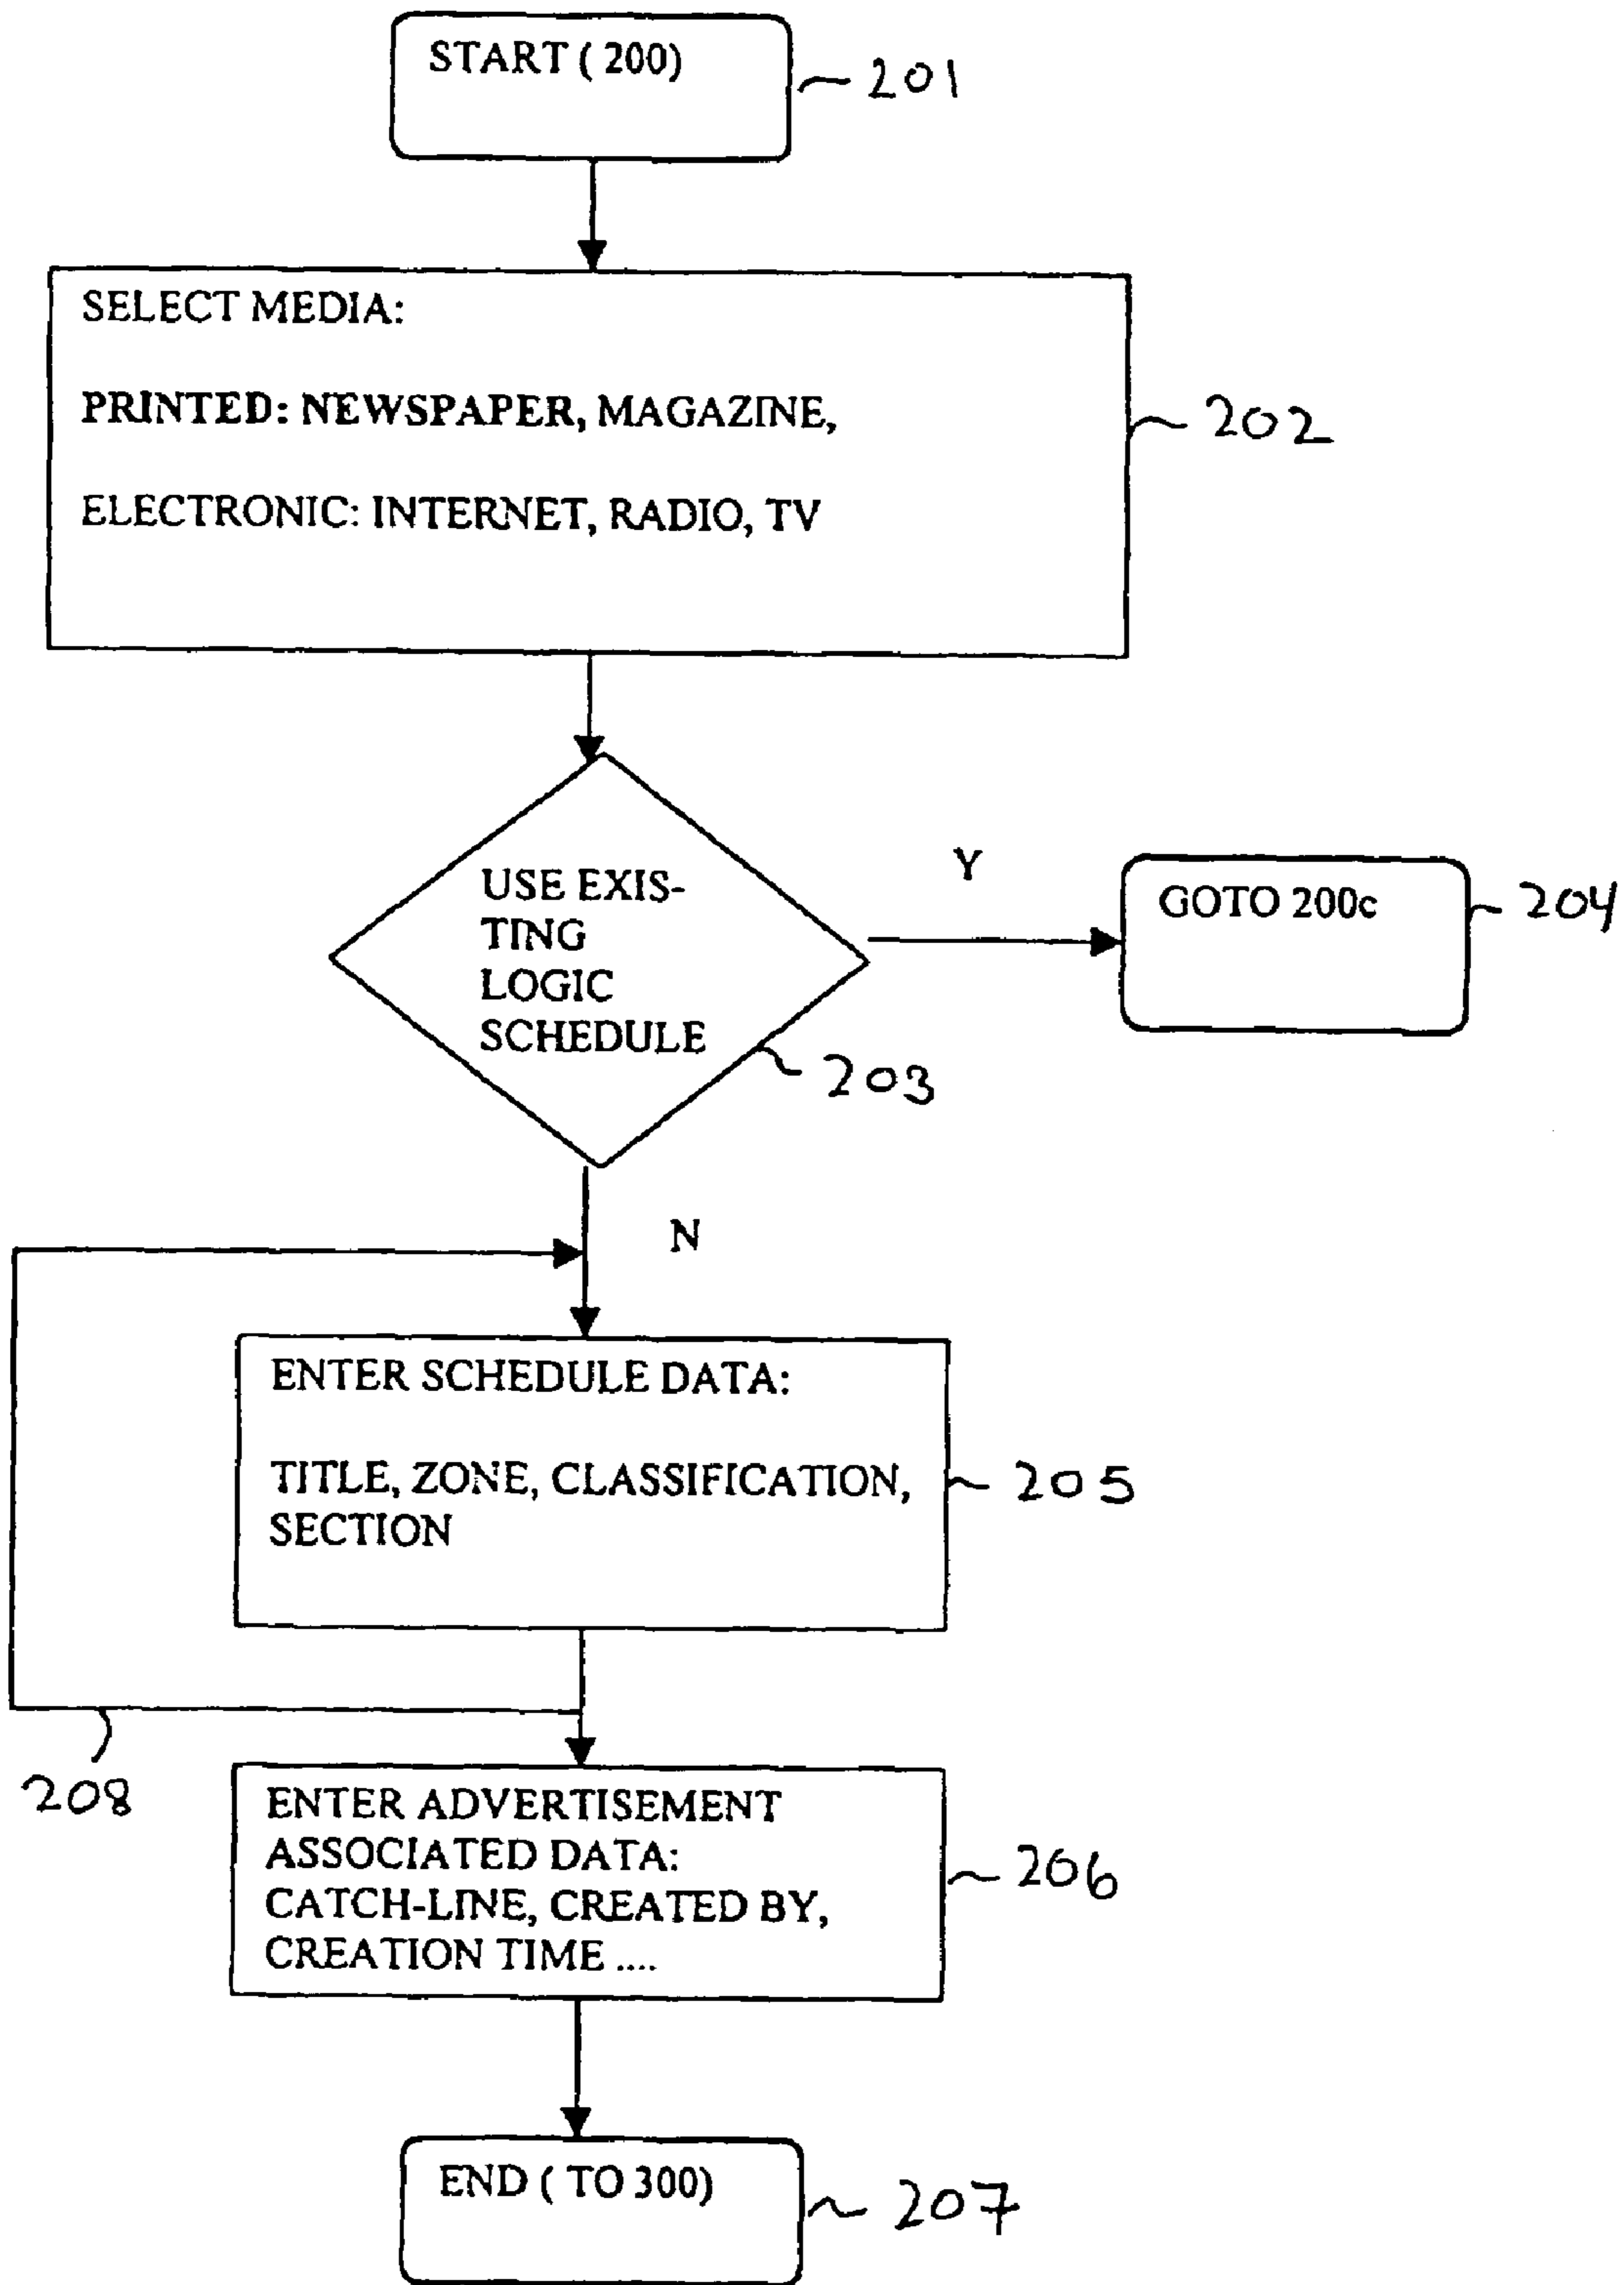 START ( 200)
201
SELECT MEDIA:
PRINTED: NEWSPAPER, MAGAZINE,
ELECTRONIC: INTERNET, RADIO, TV
202
USE EXIS-
TING
LOGIC
SCHEDULE
203
Y
GOTO 200c
204
N
ENTER SCHEDULE DATA:
TITLE, ZONE, CLASSIFICATION,
SECTION
205
208
ENTER ADVERTISEMENT
ASSOCIATED DATA:
CATCH-LINE, CREATED BY,
CREATION TIME ....
206
END ( TO 300)
207